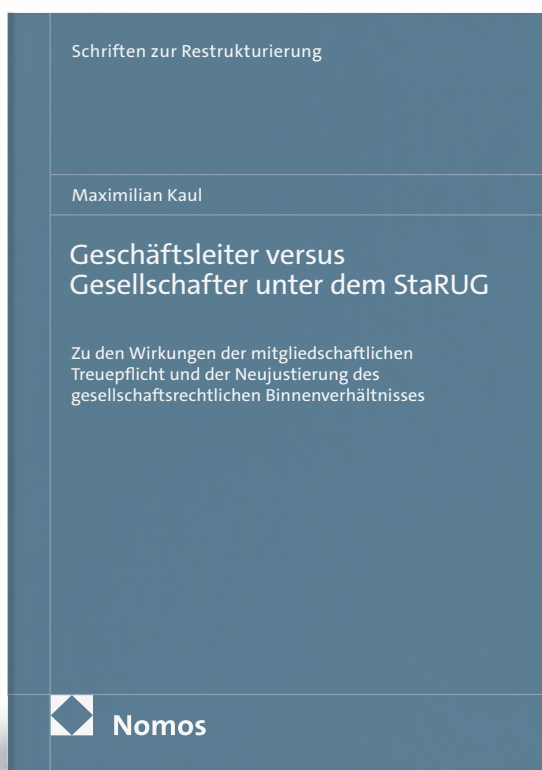 Schriften zur Restrukturierung
Maximilian Kaul
Geschäftsleiter versus
Gesellschafter unter dem StaRUG
Zu den Wirkungen der mitgliedschaftlichen
Treuepflicht und der Neujustierung des
gesellschaftsrechtlichen Binnenverhältnisses
Nomos